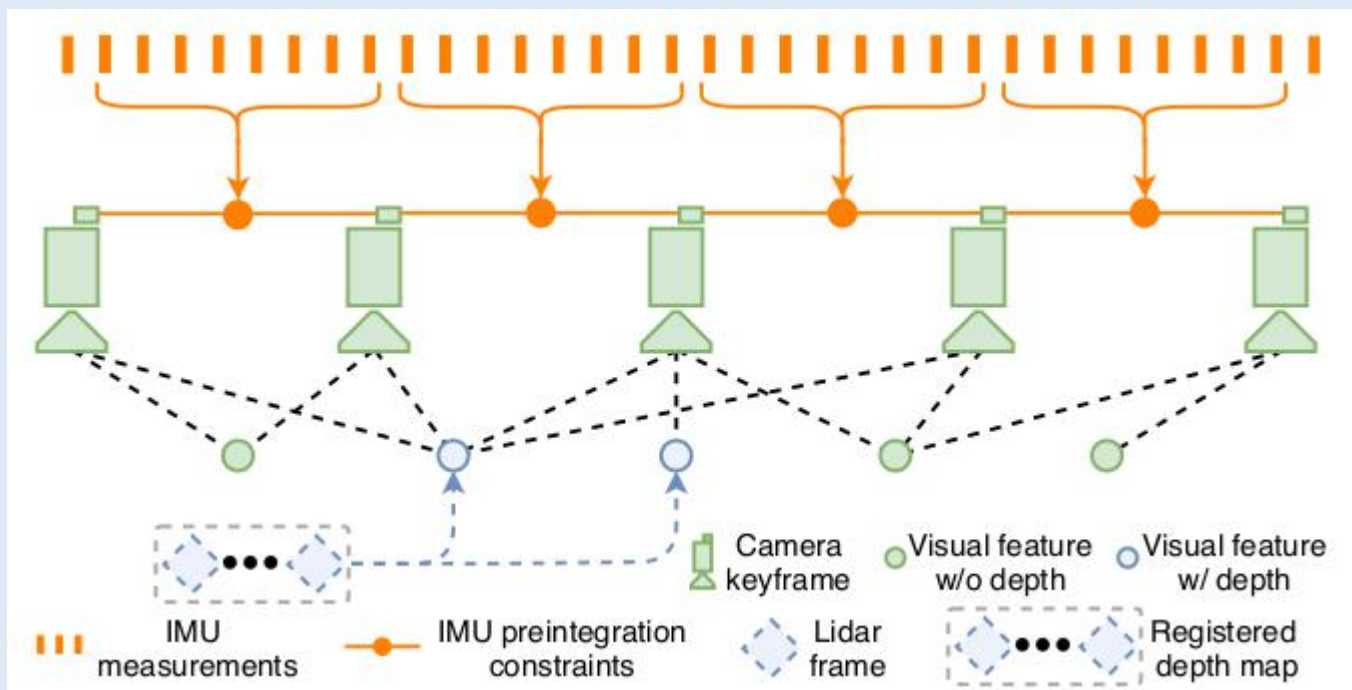 Camera
keyframe
Visual feature
w/o depth
Visual feature
w/ depth
IMU
measurements
IMU preintegration
constraints
Lidar
frame
Registered
depth map